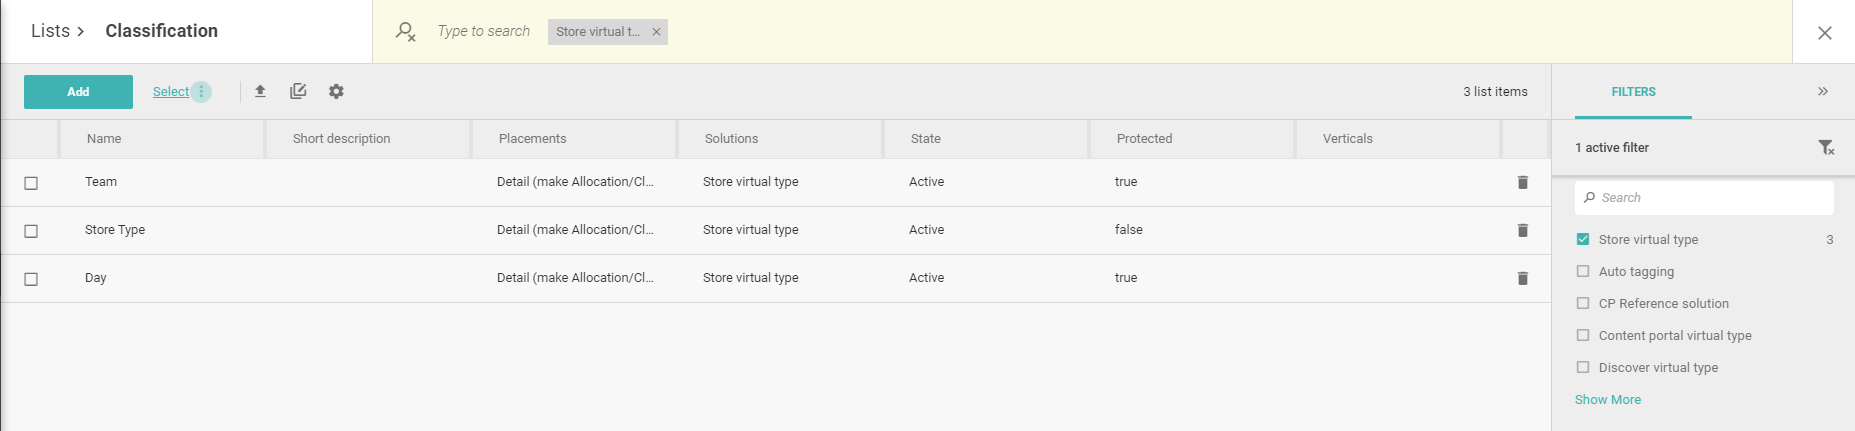 Lists > Classification
Type to search
Store virtual t...
Add
Select
3 list items
FILTERS
Name Short description Placements Solutions State Protected Verticals
1 active filter
Team Detail (make Allocation/Cl... Store virtual type Active true
Search
Store Type Detail (make Allocation/Cl... Store virtual type Active false
Day Detail (make Allocation/Cl... Store virtual type Active true
Store virtual type 3
Auto tagging
CP Reference solution
Content portal virtual type
Discover virtual type
Show More